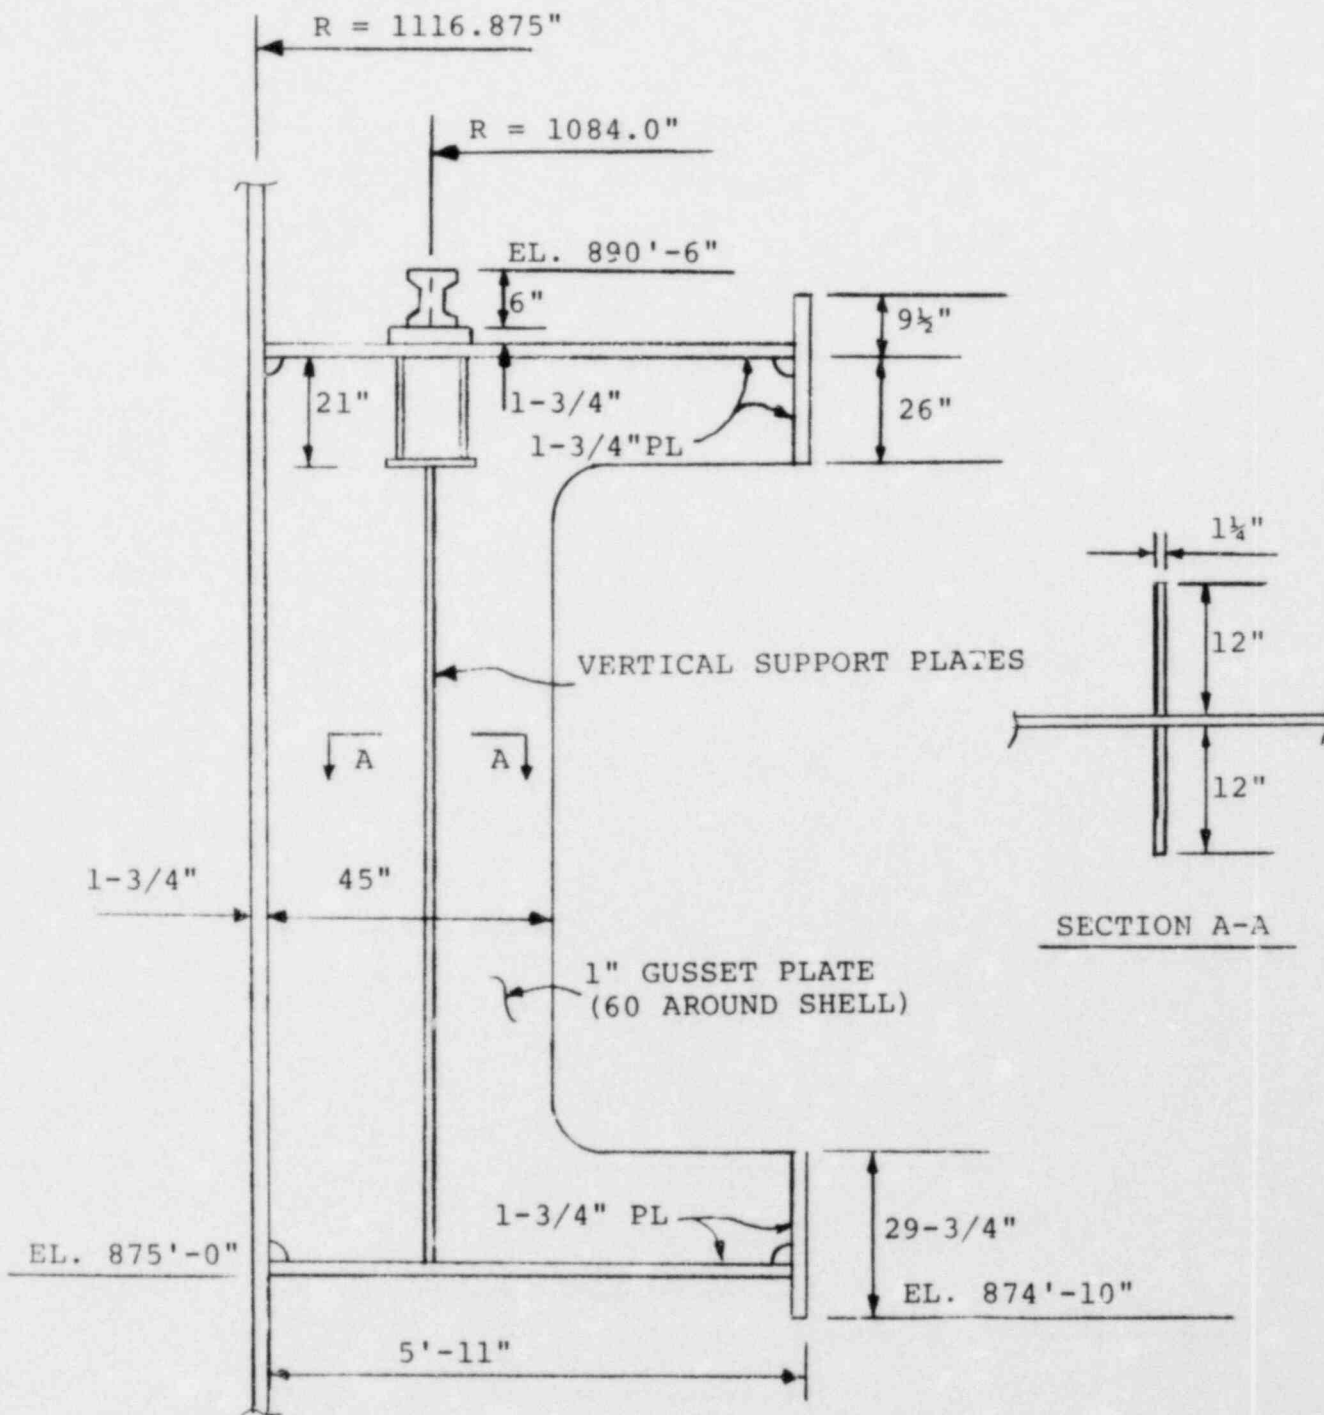 R = 1116.875"
R = 1084.0"
EL. 890'-6"
6"
9½"
21"
1-3/4"
26"
1-3/4"PL
1¼"
12"
VERTICAL SUPPORT PLATES
A
A
12"
1-3/4"
45"
SECTION A-A
1" GUSSET PLATE
(60 AROUND SHELL)
1-3/4" PL
29-3/4"
EL. 875'-0"
EL. 874'-10"
5'-11"